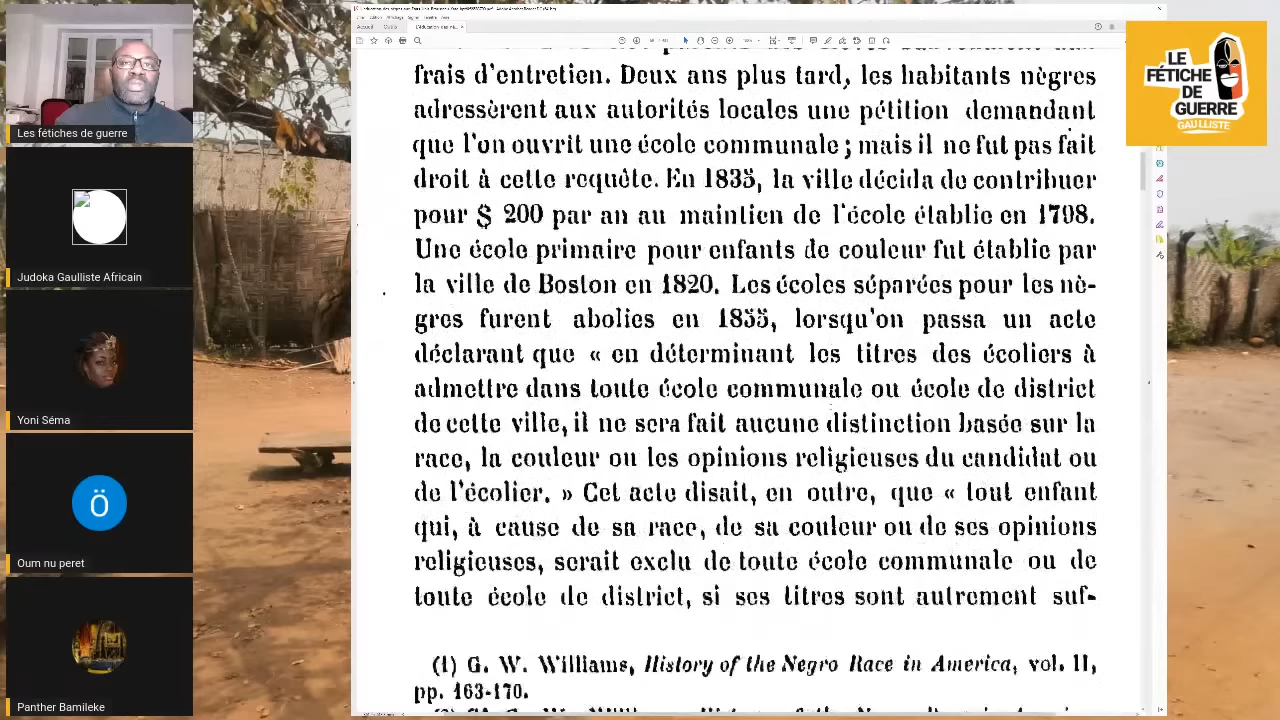 Les fétiches de guerre
Judoka Gaulliste Africain
Yoni Séma
Ö
Oum nu peret
Panther Bamileke
Accueil
Outils
frais d'entretien. Deux ans plus tard, les habitants nègres
adressèrent aux autorités locales une pétition demandant
que l'on ouvrit une école communale ; mais il ne fut pas fait
droit à cette requête. En 1835, la ville décida de contribuer
pour $ 200 par an au maintien de l'école établie en 1798.
Une école primaire pour enfants de couleur fut établie par
la ville de Boston en 1820. Les écoles séparées pour les nè-
gres furent abolies en 1855, lorsqu'on passa un acte
déclarant que « en déterminant les titres des écoliers à
admettre dans toute école communale ou école de district
de cette ville, il ne sera fait aucune distinction basée sur la
race, la couleur ou les opinions religieuses du candidat ou
de l'écolier. » Cet acte disait, en outre, que « tout enfant
qui, à cause de sa race, de sa couleur ou de ses opinions
religieuses, serait exclu de toute école communale ou de
toute école de district, si ses titres sont autrement suf-
(1) G. W. Williams, History of the Negro Race in America, vol. II,
pp. 163-170.
LE
FÉTICHE
DE
GUERRE
GAULLISTE